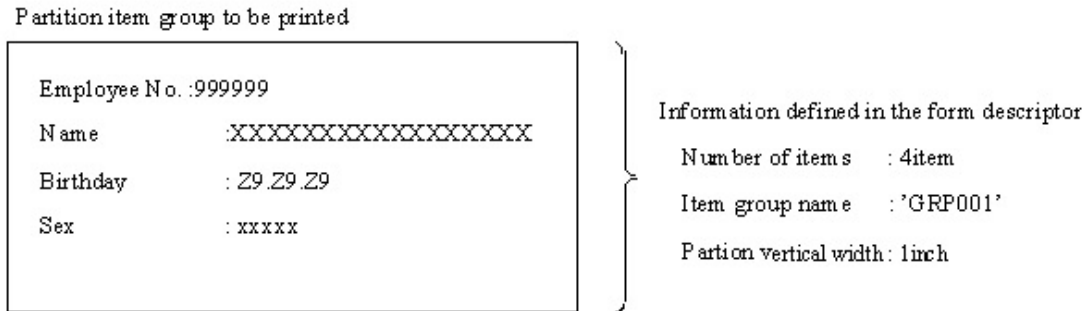 Partition item group to be printed
Employee No. :999999
Name :XXXXXXXXXXXXXXXXX
Birthday : Z9.Z9.Z9
Sex : xxxxx
Information defined in the form descriptor
Number of items : 4item
Item group name : 'GRP001'
Partion vertical width : 1inch